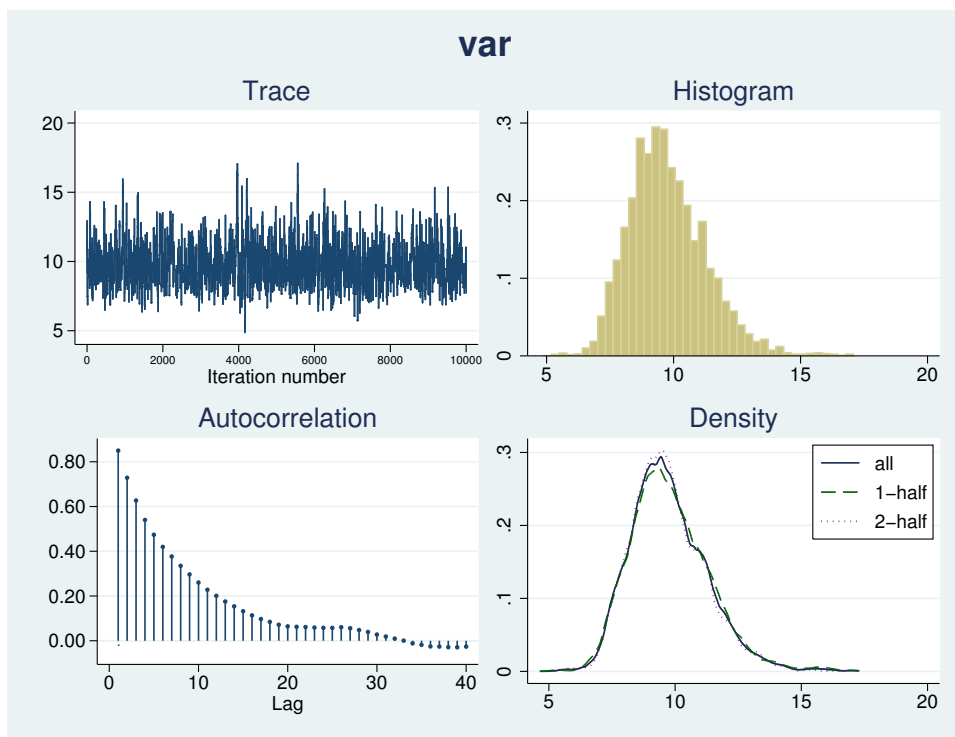 var
Trace
20
15
10
5
0 2000 4000 6000 8000 10000
Iteration number
Histogram
.3
.2
.1
0
5 10 15 20
Autocorrelation
0.80
0.60
0.40
0.20
0.00
0 10 20 30 40
Lag
Density
all
1−half
2−half
.3
.2
.1
0
5 10 15 20